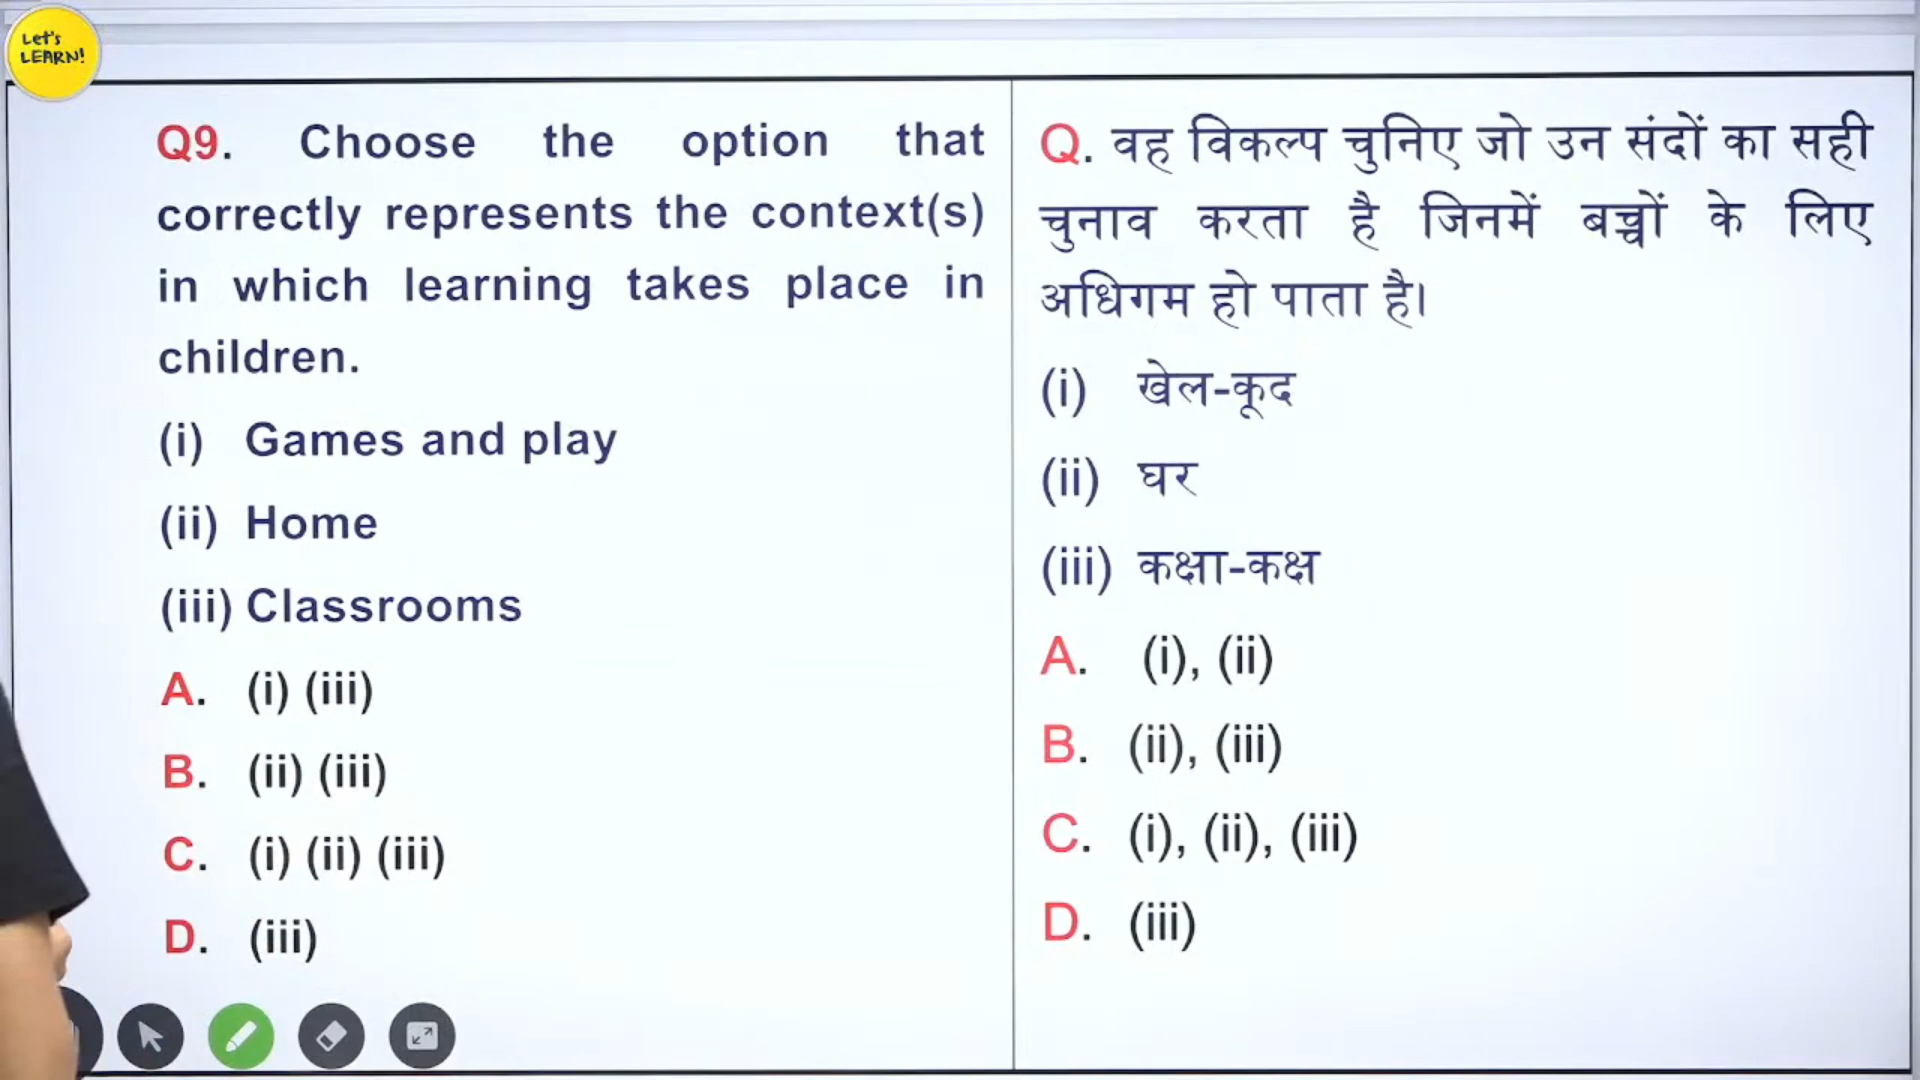 Let's
LEARN!
Q9. Choose the option that
correctly represents the context(s)
in which learning takes place in
children.
(i) Games and play
(ii) Home
(iii) Classrooms
A. (i) (iii)
B. (ii) (iii)
C. (i) (ii) (iii)
D. (iii)
Q. वह विकल्प चुनिए जो उन संदों का सही
चुनाव करता है जिनमें बच्चों के लिए
अधिगम हो पाता है।
(i) खेल-कूद
(ii) घर
(iii) कक्षा-कक्ष
A. (i), (ii)
B. (ii), (iii)
C. (i), (ii), (iii)
D. (iii)